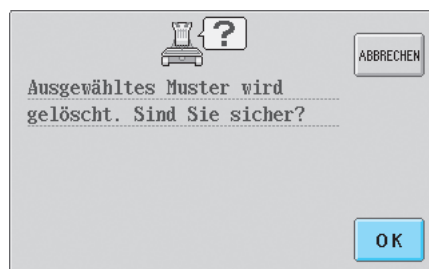 ?
ABBRECHEN
Ausgewähltes Muster wird
gelöscht. Sind Sie sicher?
OK